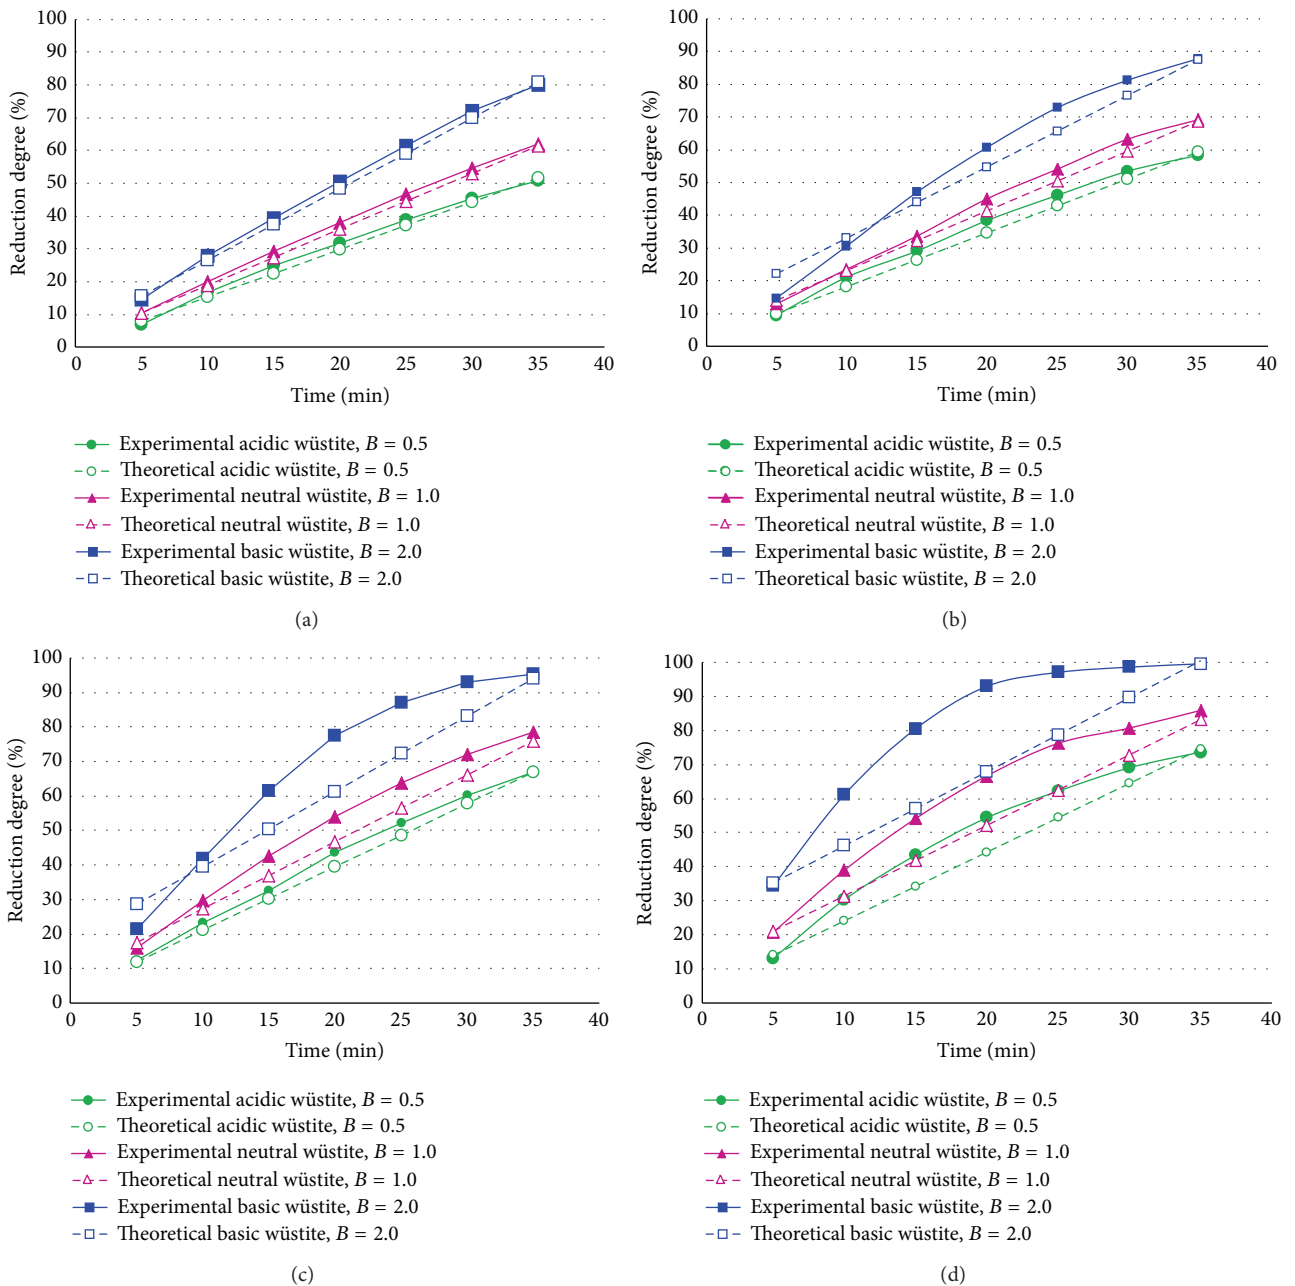 100
90
80
70
60
50
40
30
20
10
0
Reduction degree (%)
0 5 10 15 20 25 30 35 40
Time (min)
Experimental acidic wüstite, B = 0.5
Theoretical acidic wüstite, B = 0.5
Experimental neutral wüstite, B = 1.0
Theoretical neutral wüstite, B = 1.0
Experimental basic wüstite, B = 2.0
Theoretical basic wüstite, B = 2.0
(a)
100
90
80
70
60
50
40
30
20
10
0
Reduction degree (%)
0 5 10 15 20 25 30 35 40
Time (min)
Experimental acidic wüstite, B = 0.5
Theoretical acidic wüstite, B = 0.5
Experimental neutral wüstite, B = 1.0
Theoretical neutral wüstite, B = 1.0
Experimental basic wüstite, B = 2.0
Theoretical basic wüstite, B = 2.0
(b)
100
90
80
70
60
50
40
30
20
10
0
Reduction degree (%)
0 5 10 15 20 25 30 35 40
Time (min)
Experimental acidic wüstite, B = 0.5
Theoretical acidic wüstite, B = 0.5
Experimental neutral wüstite, B = 1.0
Theoretical neutral wüstite, B = 1.0
Experimental basic wüstite, B = 2.0
Theoretical basic wüstite, B = 2.0
(c)
100
90
80
70
60
50
40
30
20
10
0
Reduction degree (%)
0 5 10 15 20 25 30 35 40
Time (min)
Experimental acidic wüstite, B = 0.5
Theoretical acidic wüstite, B = 0.5
Experimental neutral wüstite, B = 1.0
Theoretical neutral wüstite, B = 1.0
Experimental basic wüstite, B = 2.0
Theoretical basic wüstite, B = 2.0
(d)